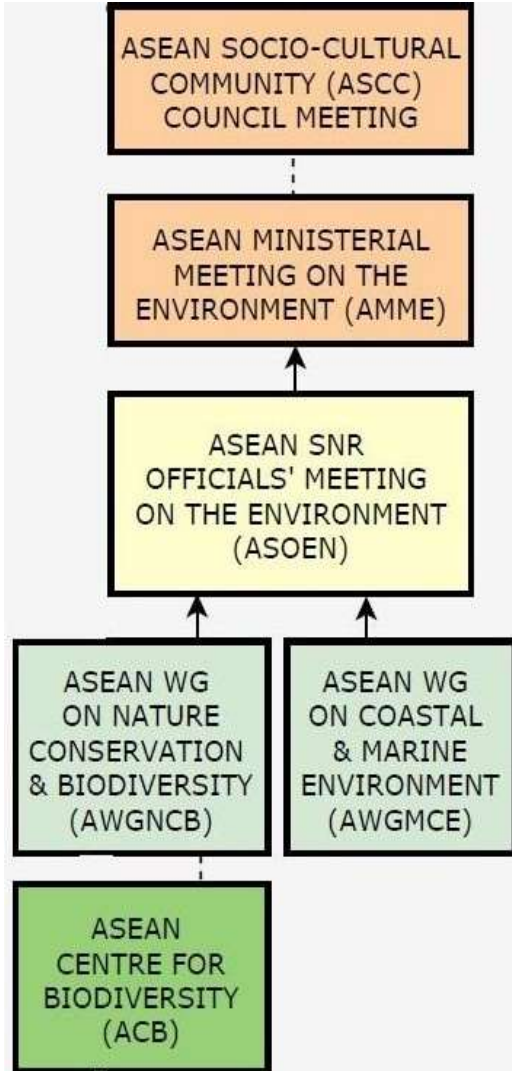 ASEAN SOCIO-CULTURAL
COMMUNITY (ASCC)
COUNCIL MEETING
ASEAN MINISTERIAL
MEETING ON THE
ENVIRONMENT (AMME)
ASEAN SNR
OFFICIALS' MEETING
ON THE ENVIRONMENT
(ASOEN)
ASEAN WG
ON NATURE
CONSERVATION
& BIODIVERSITY
(AWGNCB)
ASEAN WG
ON COASTAL
& MARINE
ENVIRONMENT
(AWGMCE)
ASEAN
CENTRE FOR
BIODIVERSITY
(ACB)